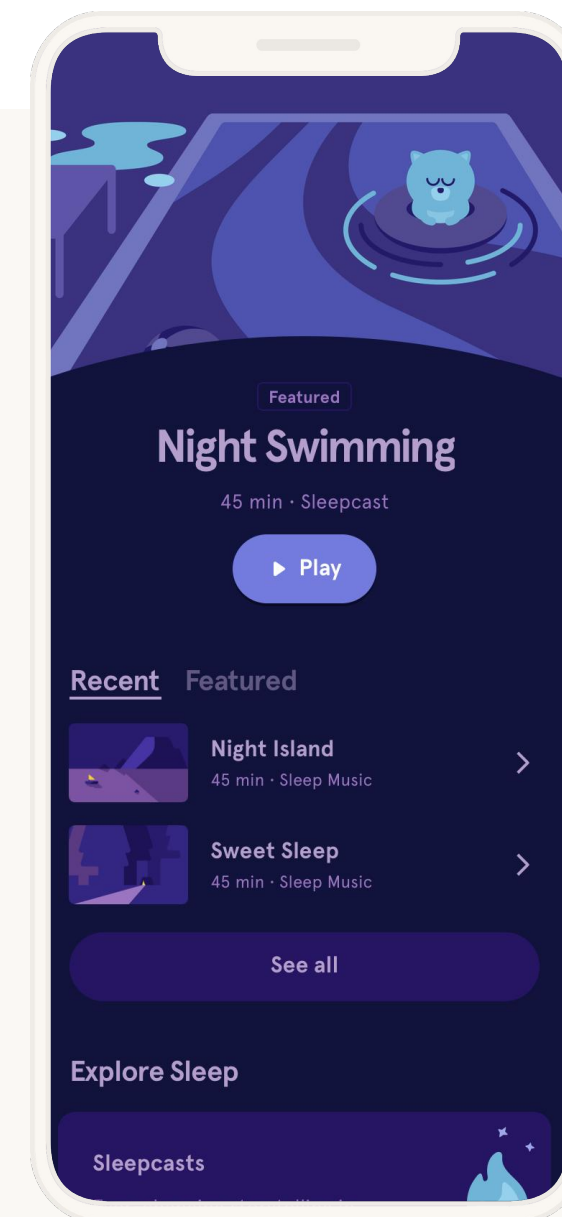 Featured
Night Swimming
45 min · Sleepcast
Play
Recent Featured
Night Island
45 min · Sleep Music
Sweet Sleep
45 min · Sleep Music
See all
Explore Sleep
Sleepcasts